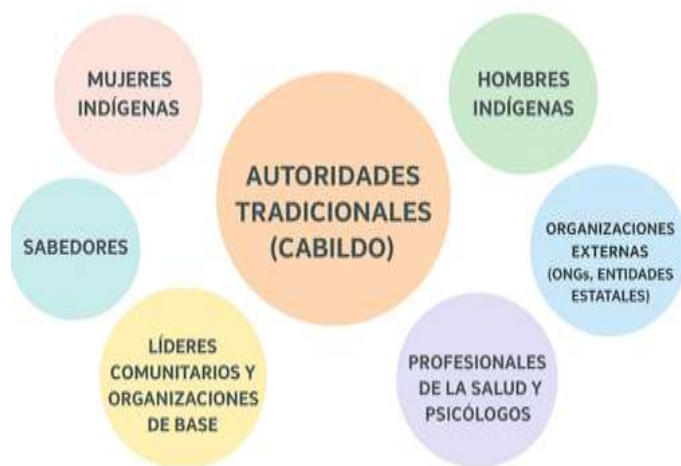 MUJERES
INDÍGENAS
HOMBRES
INDÍGENAS
AUTORIDADES
TRADICIONALES
(CABILDO)
SABEDORES
ORGANIZACIONES
EXTERNAS
(ONGs, ENTIDADES
ESTATALES)
LÍDERES
COMUNITARIOS Y
ORGANIZACIONES
DE BASE
PROFESIONALES
DE LA SALUD Y
PSICÓLOGOS